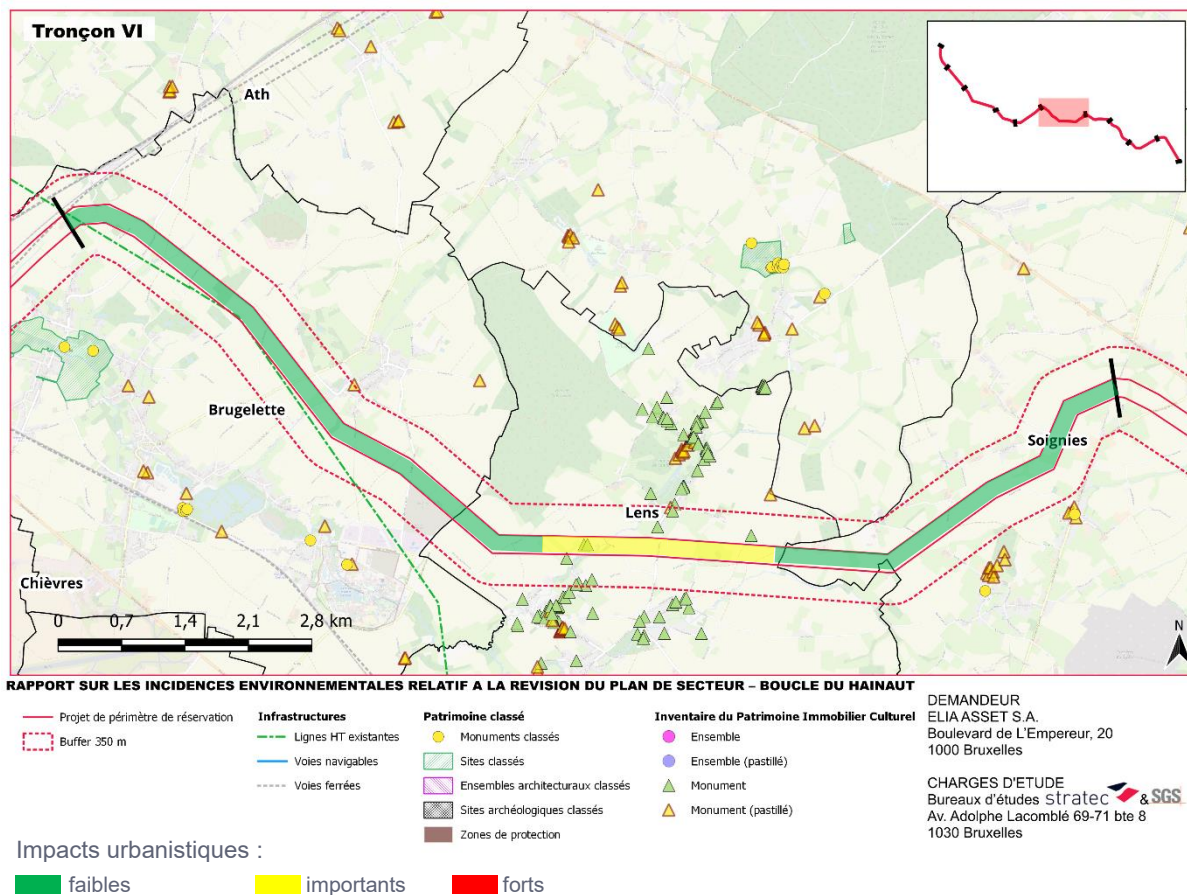 Tronçon VI
Ath
Brugelette
Soignies
Lens
Chièvres
0 0,7 1,4 2,1 2,8 km
N
RAPPORT SUR LES INCIDENCES ENVIRONNEMENTALES RELATIF A LA REVISION DU PLAN DE SECTEUR – BOUCLE DU HAINAUT
Projet de périmètre de réservation
Buffer 350 m
Infrastructures
Lignes HT existantes
Voies navigables
Voies ferrées
Patrimoine classé
Monuments classés
Sites classés
Ensembles architecturaux classés
Sites archéologiques classés
Zones de protection
Inventaire du Patrimoine Immobilier Culturel
Ensemble
Ensemble (pastillé)
Monument
Monument (pastillé)
DEMANDEUR
ELIA ASSET S.A.
Boulevard de L'Empereur, 20
1000 Bruxelles
CHARGES D'ETUDE
Bureaux d'études stratec & SGS
Av. Adolphe Lacomblé 69-71 bte 8
1030 Bruxelles
Impacts urbanistiques :
faibles importants forts